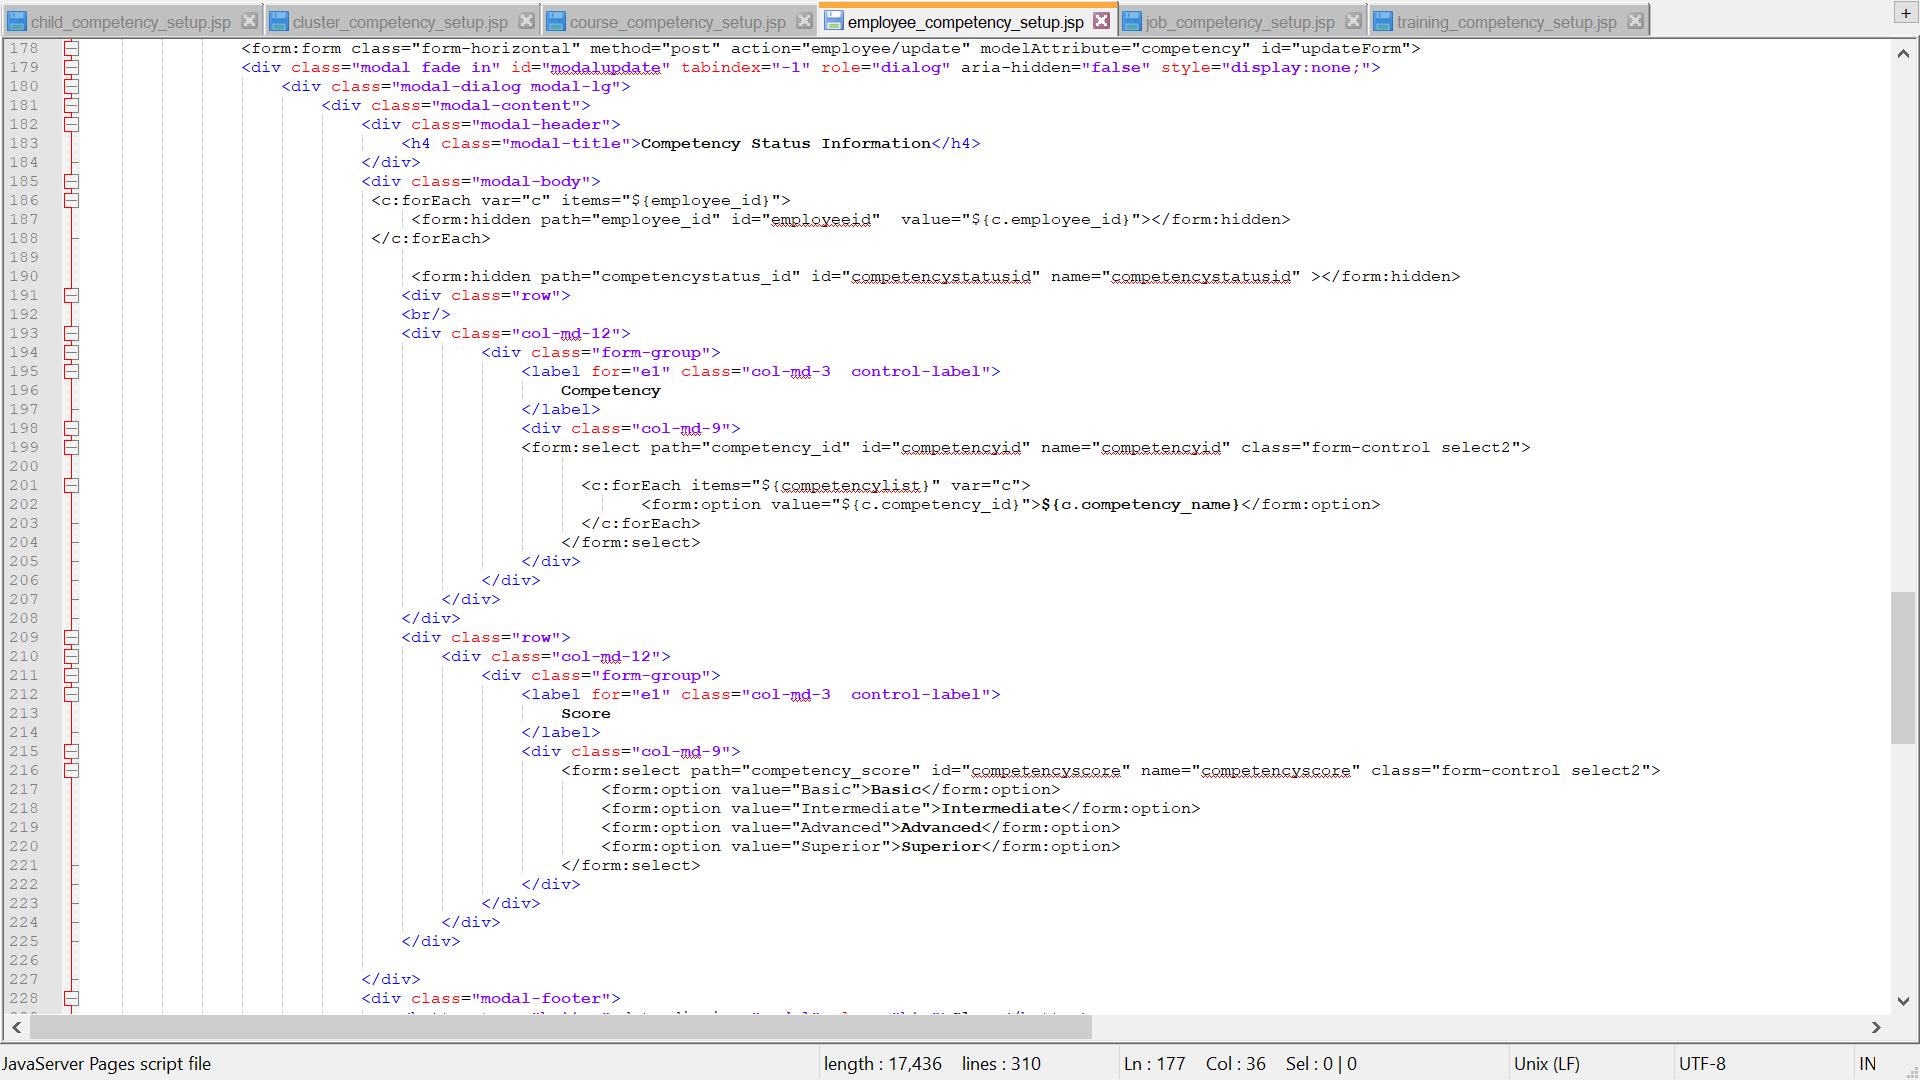 child_competency_setup.jsp cluster_competency_setup.jsp course_competency_setup.jsp employee_competency_setup.jsp job_competency_setup.jsp training_competency_setup.jsp +
178 <form:form class="form-horizontal" method="post" action="employee/update" modelAttribute="competency" id="updateForm">
179 <div class="modal fade in" id="modalupdate" tabindex="-1" role="dialog" aria-hidden="false" style="display:none;">
180 <div class="modal-dialog modal-lg">
181 <div class="modal-content">
182 <div class="modal-header">
183 <h4 class="modal-title">Competency Status Information</h4>
184 </div>
185 <div class="modal-body">
186 <c:forEach var="c" items="${employee_id}">
187 <form:hidden path="employee_id" id="employeeid"  value="${c.employee_id}"></form:hidden>
188 </c:forEach>
189
190 <form:hidden path="competencystatus_id" id="competencystatusid" name="competencystatusid" ></form:hidden>
191 <div class="row">
192 <br/>
193 <div class="col-md-12">
194 <div class="form-group">
195 <label for="e1" class="col-md-3  control-label">
196 Competency
197 </label>
198 <div class="col-md-9">
199 <form:select path="competency_id" id="competencyid" name="competencyid" class="form-control select2">
200
201 <c:forEach items="${competencylist}" var="c">
202 <form:option value="${c.competency_id}">${c.competency_name}</form:option>
203 </c:forEach>
204 </form:select>
205 </div>
206 </div>
207 </div>
208 </div>
209 <div class="row">
210 <div class="col-md-12">
211 <div class="form-group">
212 <label for="e1" class="col-md-3  control-label">
213 Score
214 </label>
215 <div class="col-md-9">
216 <form:select path="competency_score" id="competencyscore" name="competencyscore" class="form-control select2">
217 <form:option value="Basic">Basic</form:option>
218 <form:option value="Intermediate">Intermediate</form:option>
219 <form:option value="Advanced">Advanced</form:option>
220 <form:option value="Superior">Superior</form:option>
221 </form:select>
222 </div>
223 </div>
224 </div>
225 </div>
226
227 </div>
228 <div class="modal-footer">
JavaServer Pages script file length : 17,436 lines : 310 Ln : 177 Col : 36 Sel : 0 | 0 Unix (LF) UTF-8 IN